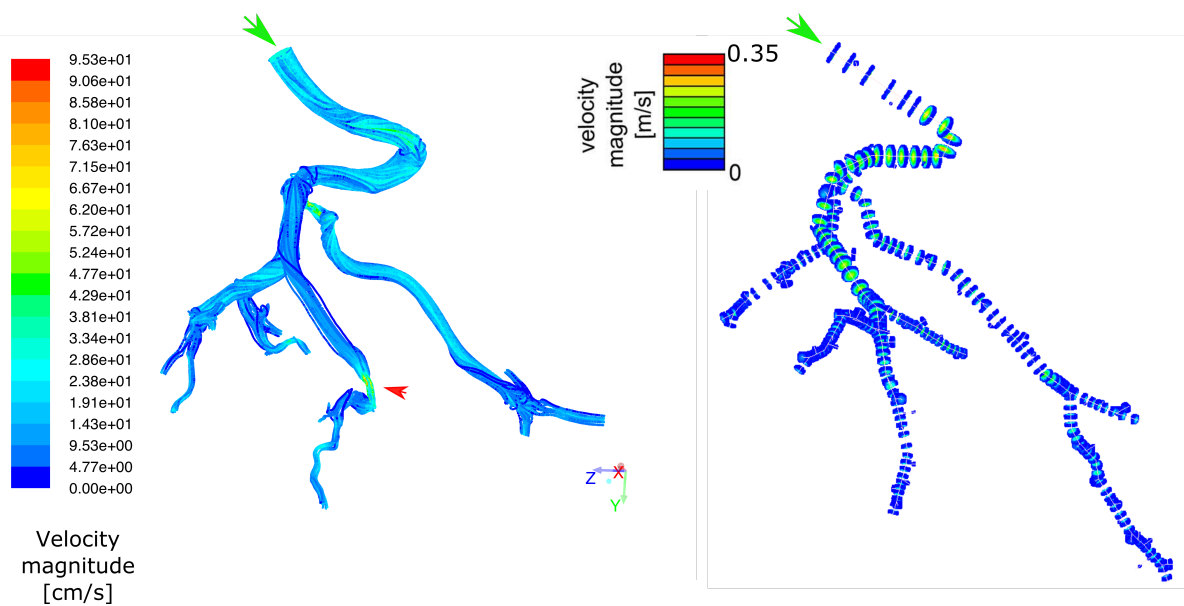 9.53e+01
9.06e+01
8.58e+01
8.10e+01
7.63e+01
7.15e+01
6.67e+01
6.20e+01
5.72e+01
5.24e+01
4.77e+01
4.29e+01
3.81e+01
3.34e+01
2.86e+01
2.38e+01
1.91e+01
1.43e+01
9.53e+00
4.77e+00
0.00e+00
Velocity
magnitude
[cm/s]
Z
X
Y
velocity
magnitude
[m/s]
0.35
0